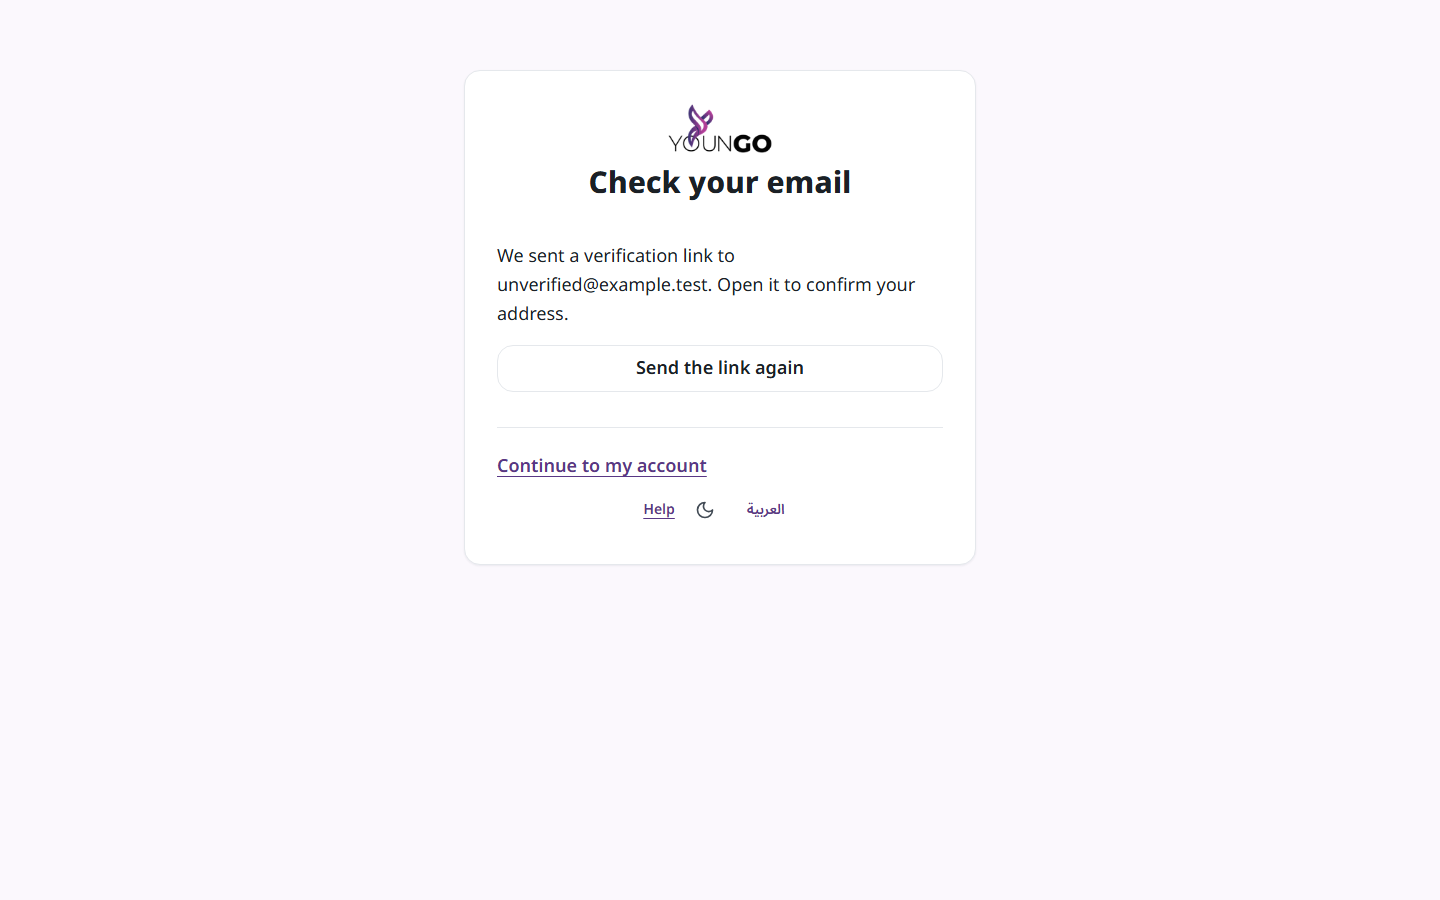 YOUNGO
Check your email
We sent a verification link to
unverified@example.test. Open it to confirm your
address.
Send the link again
Continue to my account
Help
العربية